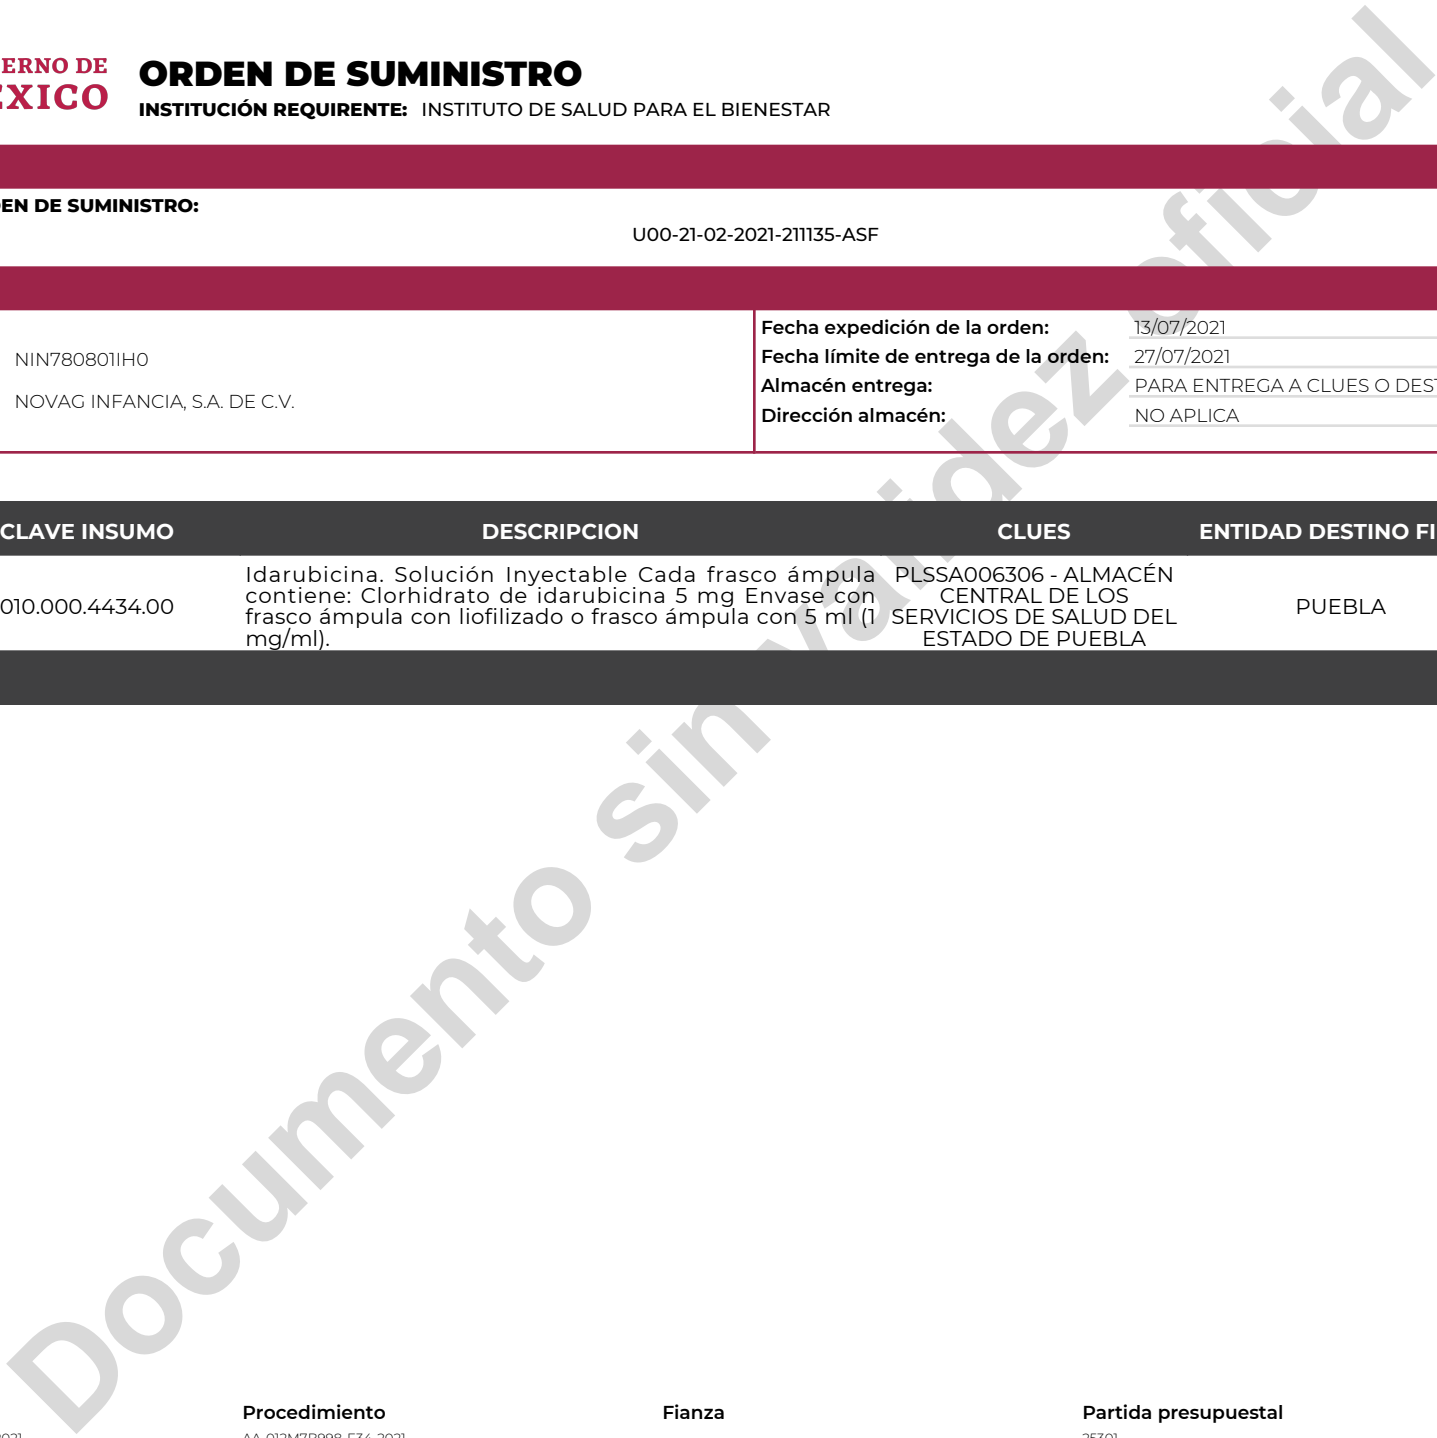 ERNO DE
ÉXICO
ORDEN DE SUMINISTRO
INSTITUCIÓN REQUIRENTE: INSTITUTO DE SALUD PARA EL BIENESTAR
EN DE SUMINISTRO:
U00-21-02-2021-211135-ASF
NIN780801IH0
NOVAG INFANCIA, S.A. DE C.V.
Fecha expedición de la orden: 13/07/2021
Fecha límite de entrega de la orden: 27/07/2021
Almacén entrega: PARA ENTREGA A CLUES O DEST
Dirección almacén: NO APLICA
CLAVE INSUMO DESCRIPCION CLUES ENTIDAD DESTINO FI
010.000.4434.00
Idarubicina. Solución Inyectable Cada frasco ámpula
contiene: Clorhidrato de idarubicina 5 mg Envase con
frasco ámpula con liofilizado o frasco ámpula con 5 ml (1
mg/ml).
PLSSA006306 - ALMACÉN
CENTRAL DE LOS
SERVICIOS DE SALUD DEL
ESTADO DE PUEBLA
PUEBLA
Documento sin validez oficial
Procedimiento Fianza Partida presupuestal